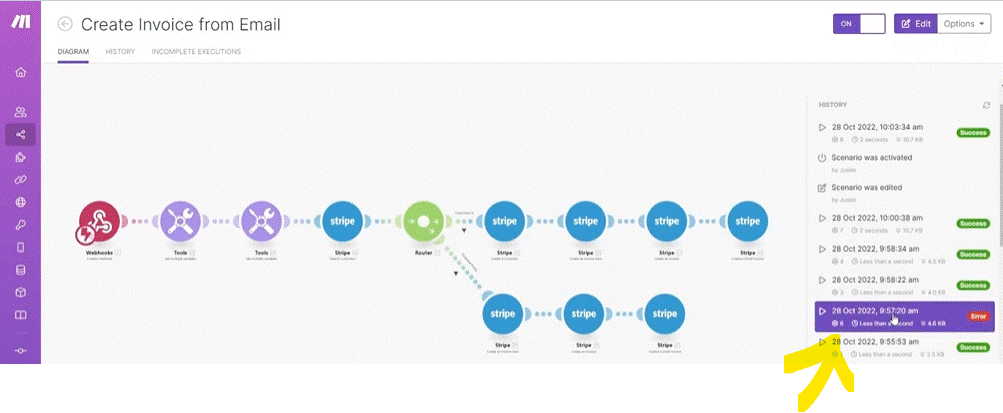 Create Invoice from Email
ON
Edit
Options
DIAGRAM
HISTORY
INCOMPLETE EXECUTIONS
HISTORY
28 Oct 2022, 10:03:34 am
8
2 seconds
10.7 KB
Success
Scenario was activated
by Justin
Scenario was edited
by Justin
28 Oct 2022, 10:00:38 am
7
2 seconds
10.7 KB
Success
28 Oct 2022, 9:58:34 am
4
Less than a second
6.5 KB
Success
28 Oct 2022, 9:58:22 am
3
Less than a second
4.0 KB
Success
28 Oct 2022, 9:57:20 am
6
Less than a second
4.6 KB
Error
28 Oct 2022, 9:55:53 am
1
Less than a second
2.5 KB
Success
stripe
stripe
stripe
stripe
stripe
Webhooks
Tools
Tools
Stripe
Router
Stripe
Stripe
Stripe
Stripe
stripe
stripe
stripe
Stripe
Stripe
Stripe